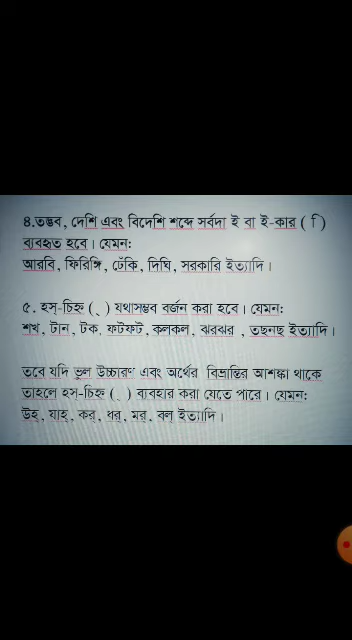 ৪.তদ্ভব, দেশি এবং বিদেশি শব্দে সর্বদা ই বা ই-কার ( ি)
ব্যবহৃত হবে। যেমন:
আরবি, ফিরিঙ্গি, ঢেঁকি, দিঘি, সরকারি ইত্যাদি।
৫. হস্-চিহ্ন ( ্ ) যথাসম্ভব বর্জন করা হবে। যেমন:
শখ, টান, টক, ফটফট, কলকল, ঝরঝর , তছনছ ইত্যাদি।
তবে যদি ভুল উচ্চারণ এবং অর্থের বিভ্রান্তির আশঙ্কা থাকে
তাহলে হস্-চিহ্ন ( ্ ) ব্যবহার করা যেতে পারে। যেমন:
উহ্, যাহ্, কর্, ধর্, মর্, বল্ ইত্যাদি।